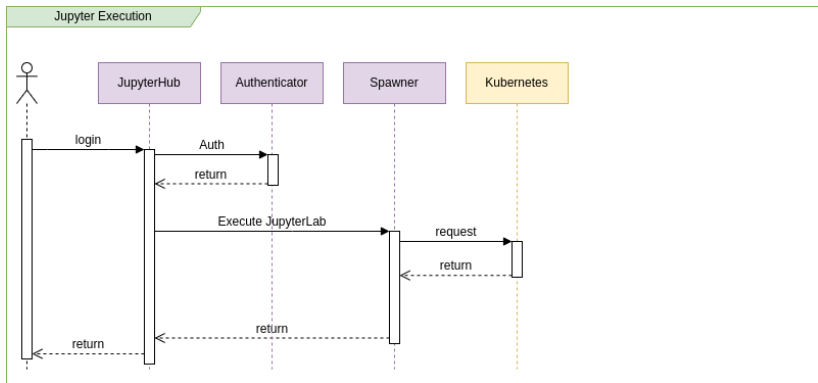 Jupyter Execution
JupyterHub
Authenticator
Spawner
Kubernetes
login
Auth
return
Execute JupyterLab
request
return
return
return